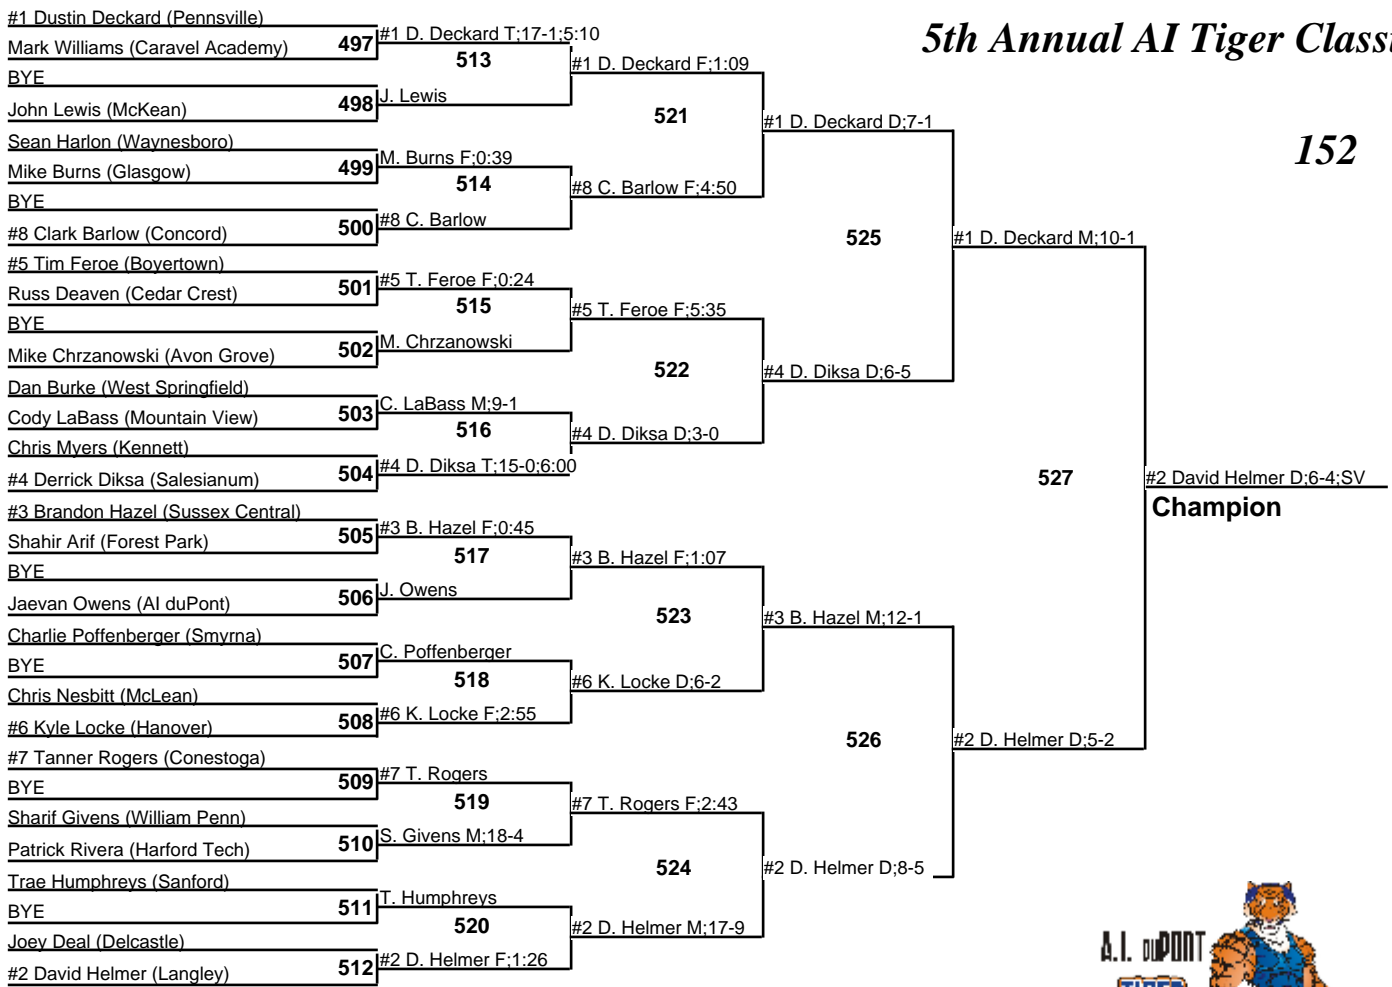 5th Annual AI Tiger Classi
152
#1 Dustin Deckard (Pennsville)
Mark Williams (Caravel Academy)
BYE
John Lewis (McKean)
Sean Harlon (Waynesboro)
Mike Burns (Glasgow)
BYE
#8 Clark Barlow (Concord)
#5 Tim Feroe (Boyertown)
Russ Deaven (Cedar Crest)
BYE
Mike Chrzanowski (Avon Grove)
Dan Burke (West Springfield)
Cody LaBass (Mountain View)
Chris Myers (Kennett)
#4 Derrick Diksa (Salesianum)
#3 Brandon Hazel (Sussex Central)
Shahir Arif (Forest Park)
BYE
Jaevan Owens (AI duPont)
Charlie Poffenberger (Smyrna)
BYE
Chris Nesbitt (McLean)
#6 Kyle Locke (Hanover)
#7 Tanner Rogers (Conestoga)
BYE
Sharif Givens (William Penn)
Patrick Rivera (Harford Tech)
Trae Humphreys (Sanford)
BYE
Joey Deal (Delcastle)
#2 David Helmer (Langley)
497
498
499
500
501
502
503
504
505
506
507
508
509
510
511
512
#1 D. Deckard T;17-1;5:10
J. Lewis
M. Burns F;0:39
#8 C. Barlow
#5 T. Feroe F;0:24
M. Chrzanowski
C. LaBass M;9-1
#4 D. Diksa T;15-0;6:00
#3 B. Hazel F;0:45
J. Owens
C. Poffenberger
#6 K. Locke F;2:55
#7 T. Rogers
S. Givens M;18-4
T. Humphreys
#2 D. Helmer F;1:26
513
514
515
516
517
518
519
520
#1 D. Deckard F;1:09
#8 C. Barlow F;4:50
#5 T. Feroe F;5:35
#4 D. Diksa D;3-0
#3 B. Hazel F;1:07
#6 K. Locke D;6-2
#7 T. Rogers F;2:43
#2 D. Helmer M;17-9
521
522
523
524
#1 D. Deckard D;7-1
#4 D. Diksa D;6-5
#3 B. Hazel M;12-1
#2 D. Helmer D;8-5
525
526
#1 D. Deckard M;10-1
#2 D. Helmer D;5-2
527
#2 David Helmer D;6-4;SV
Champion
A.I. duPONT
TIGER